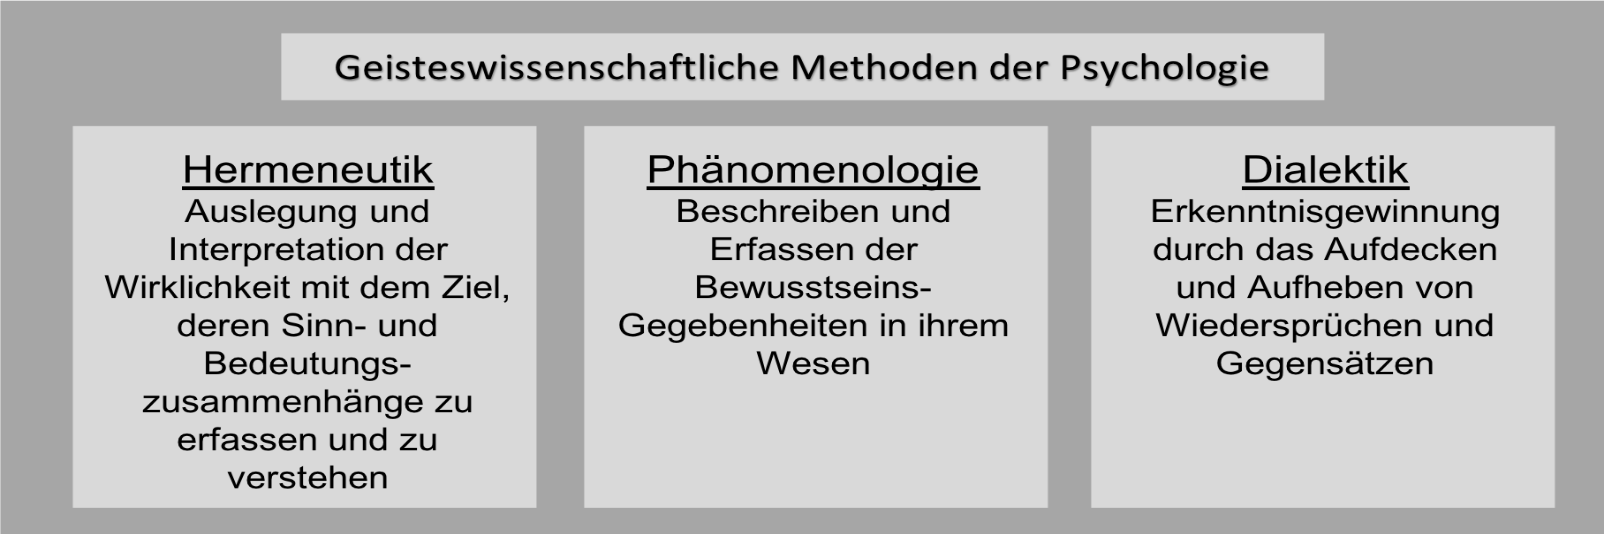 Geisteswissenschaftliche Methoden der Psychologie
Hermeneutik
Auslegung und
Interpretation der
Wirklichkeit mit dem Ziel,
deren Sinn- und
Bedeutungs-
zusammenhänge zu
erfassen und zu
verstehen
Phänomenologie
Beschreiben und
Erfassen der
Bewusstseins-
Gegebenheiten in ihrem
Wesen
Dialektik
Erkenntnisgewinnung
durch das Aufdecken
und Aufheben von
Wiedersprüchen und
Gegensätzen